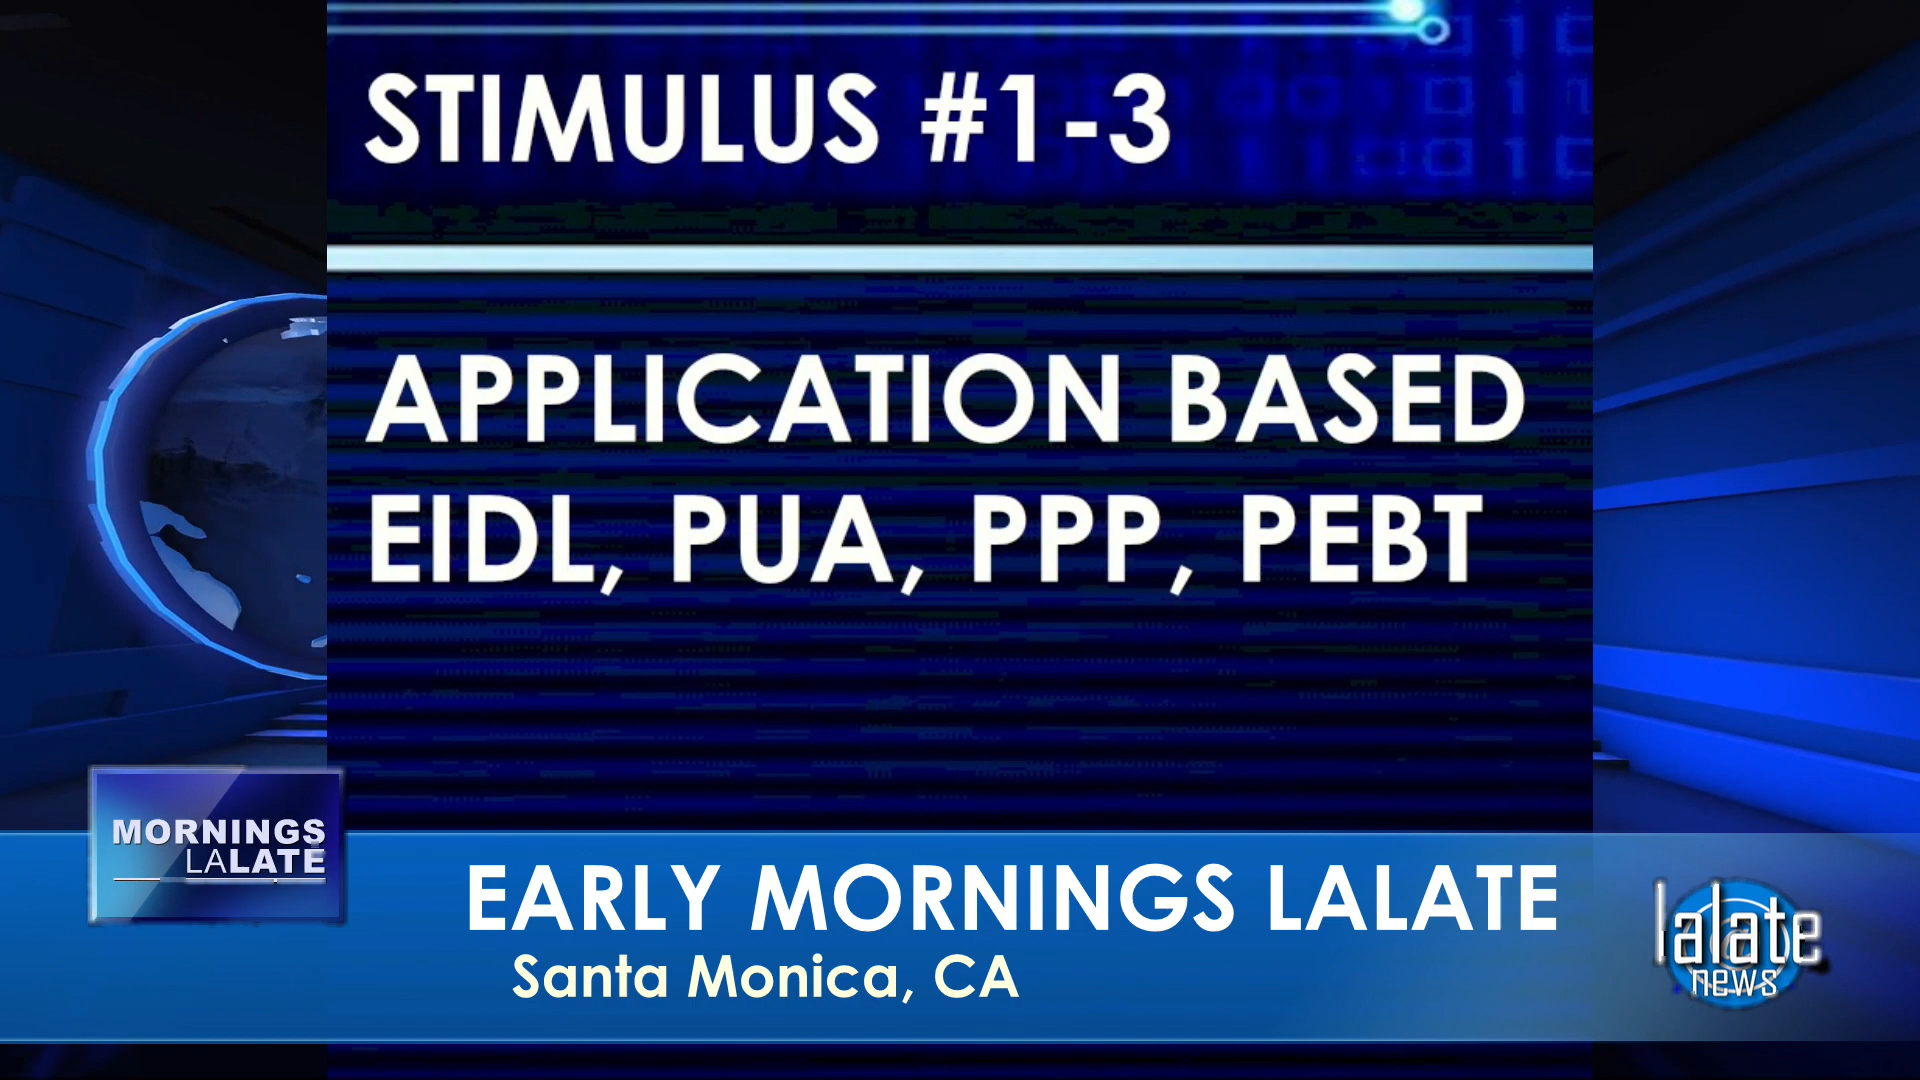 STIMULUS #1-3
APPLICATION BASED
EIDL, PUA, PPP, PEBT
MORNINGS
LALATE
EARLY MORNINGS LALATE
Santa Monica, CA
lalate
news